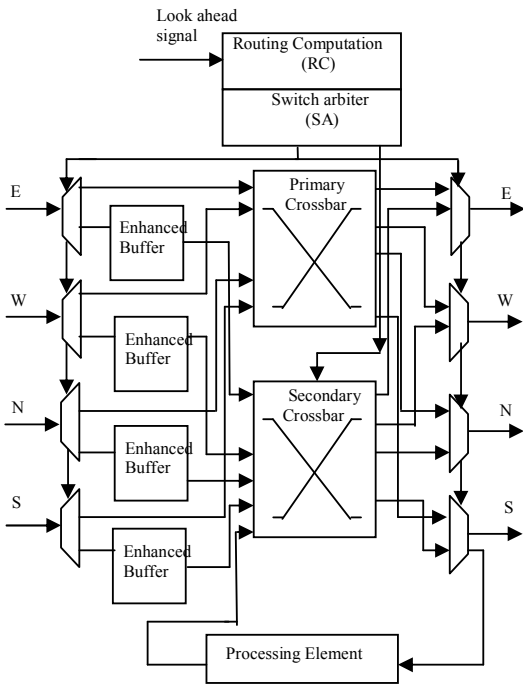 Look ahead
signal
Routing Computation
(RC)
Switch arbiter
(SA)
E
Primary
Crossbar
E
Enhanced
Buffer
W
W
Enhanced
Buffer
N
Secondary
Crossbar
N
Enhanced
Buffer
S
S
Enhanced
Buffer
Processing Element